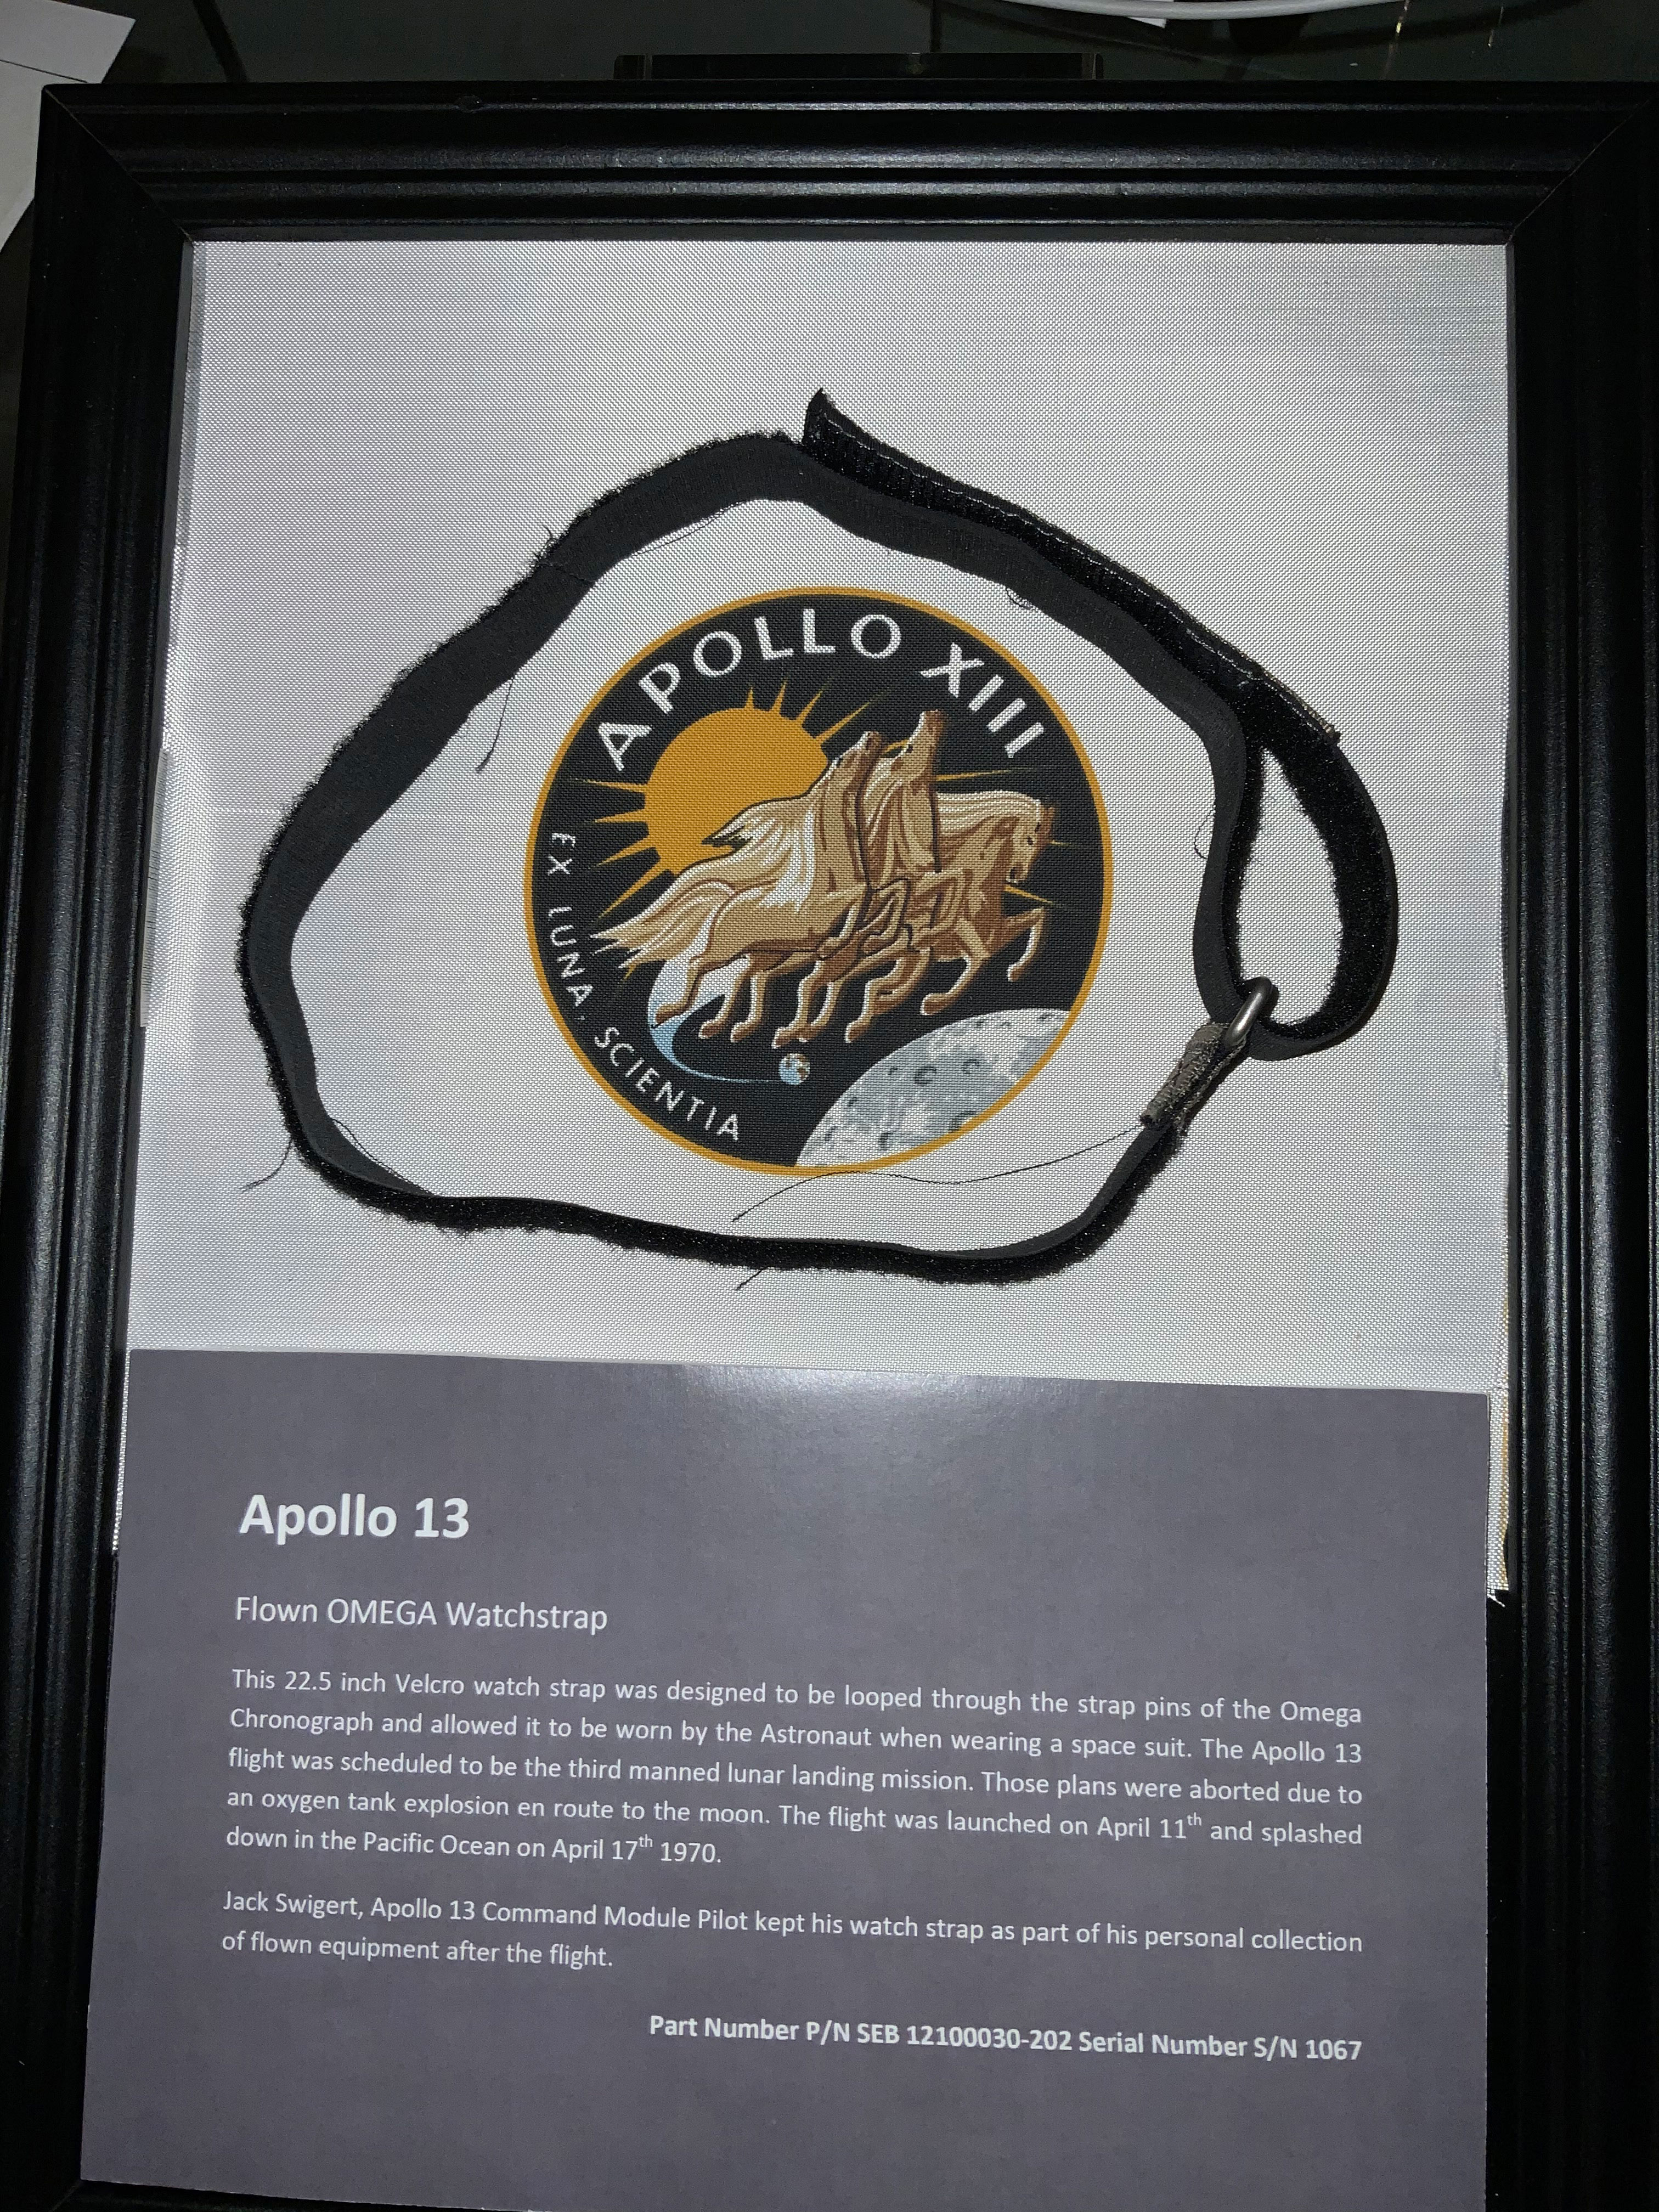 APOLLO XIII
EX LUNA, SCIENTIA
Apollo 13
Flown OMEGA Watchstrap
This 22.5 inch Velcro watch strap was designed to be looped through the strap pins of the Omega
Chronograph and allowed it to be worn by the Astronaut when wearing a space suit. The Apollo 13
flight was scheduled to be the third manned lunar landing mission. Those plans were aborted due to
an oxygen tank explosion en route to the moon. The flight was launched on April 11th and splashed
down in the Pacific Ocean on April 17th 1970.
Jack Swigert, Apollo 13 Command Module Pilot kept his watch strap as part of his personal collection
of flown equipment after the flight.
Part Number P/N SEB 12100030-202 Serial Number S/N 1067